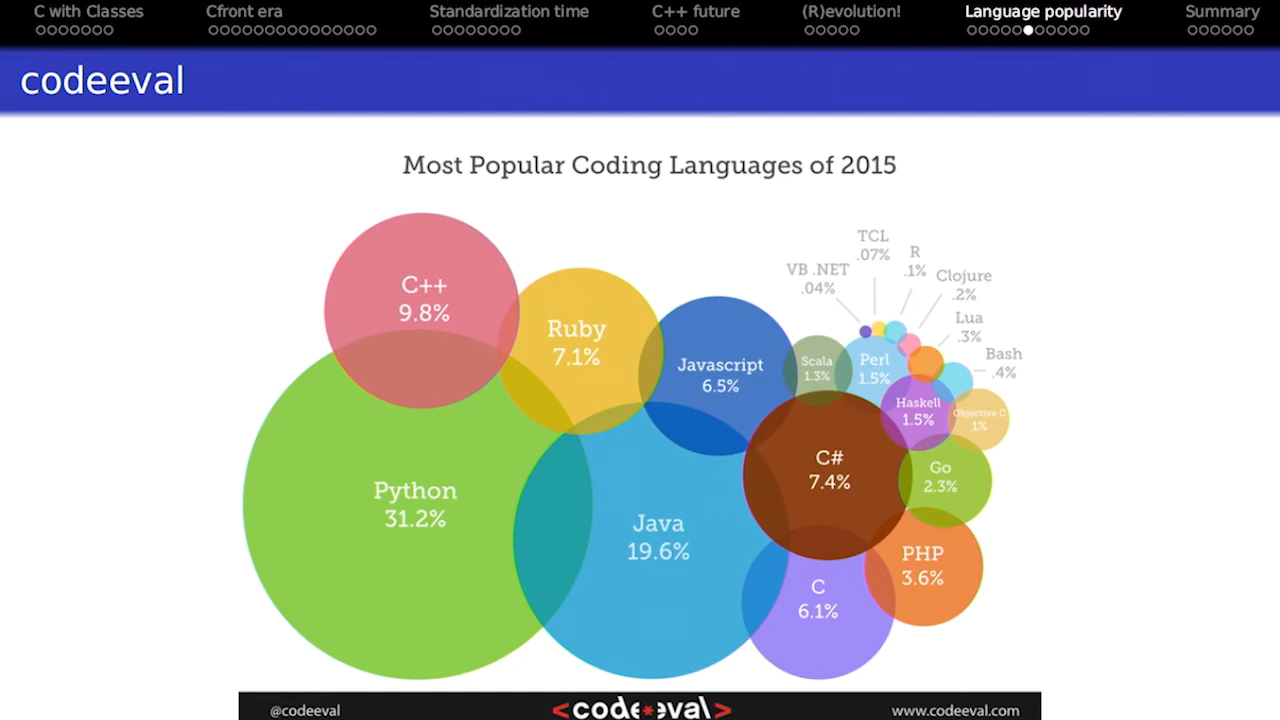 C with Classes
Cfront era
Standardization time
C++ future
(R)evolution!
Language popularity
Summary
codeeval
Most Popular Coding Languages of 2015
C++
9.8%
Ruby
7.1%
Javascript
6.5%
Scala
1.3%
Perl
1.5%
VB .NET
.04%
TCL
.07%
R
.1%
Clojure
.2%
Lua
.3%
Bash
.4%
Haskell
1.5%
Objective C
1%
Python
31.2%
Java
19.6%
C#
7.4%
Go
2.3%
PHP
3.6%
C
6.1%
@codeeval
<code*eval\>
www.codeeval.com